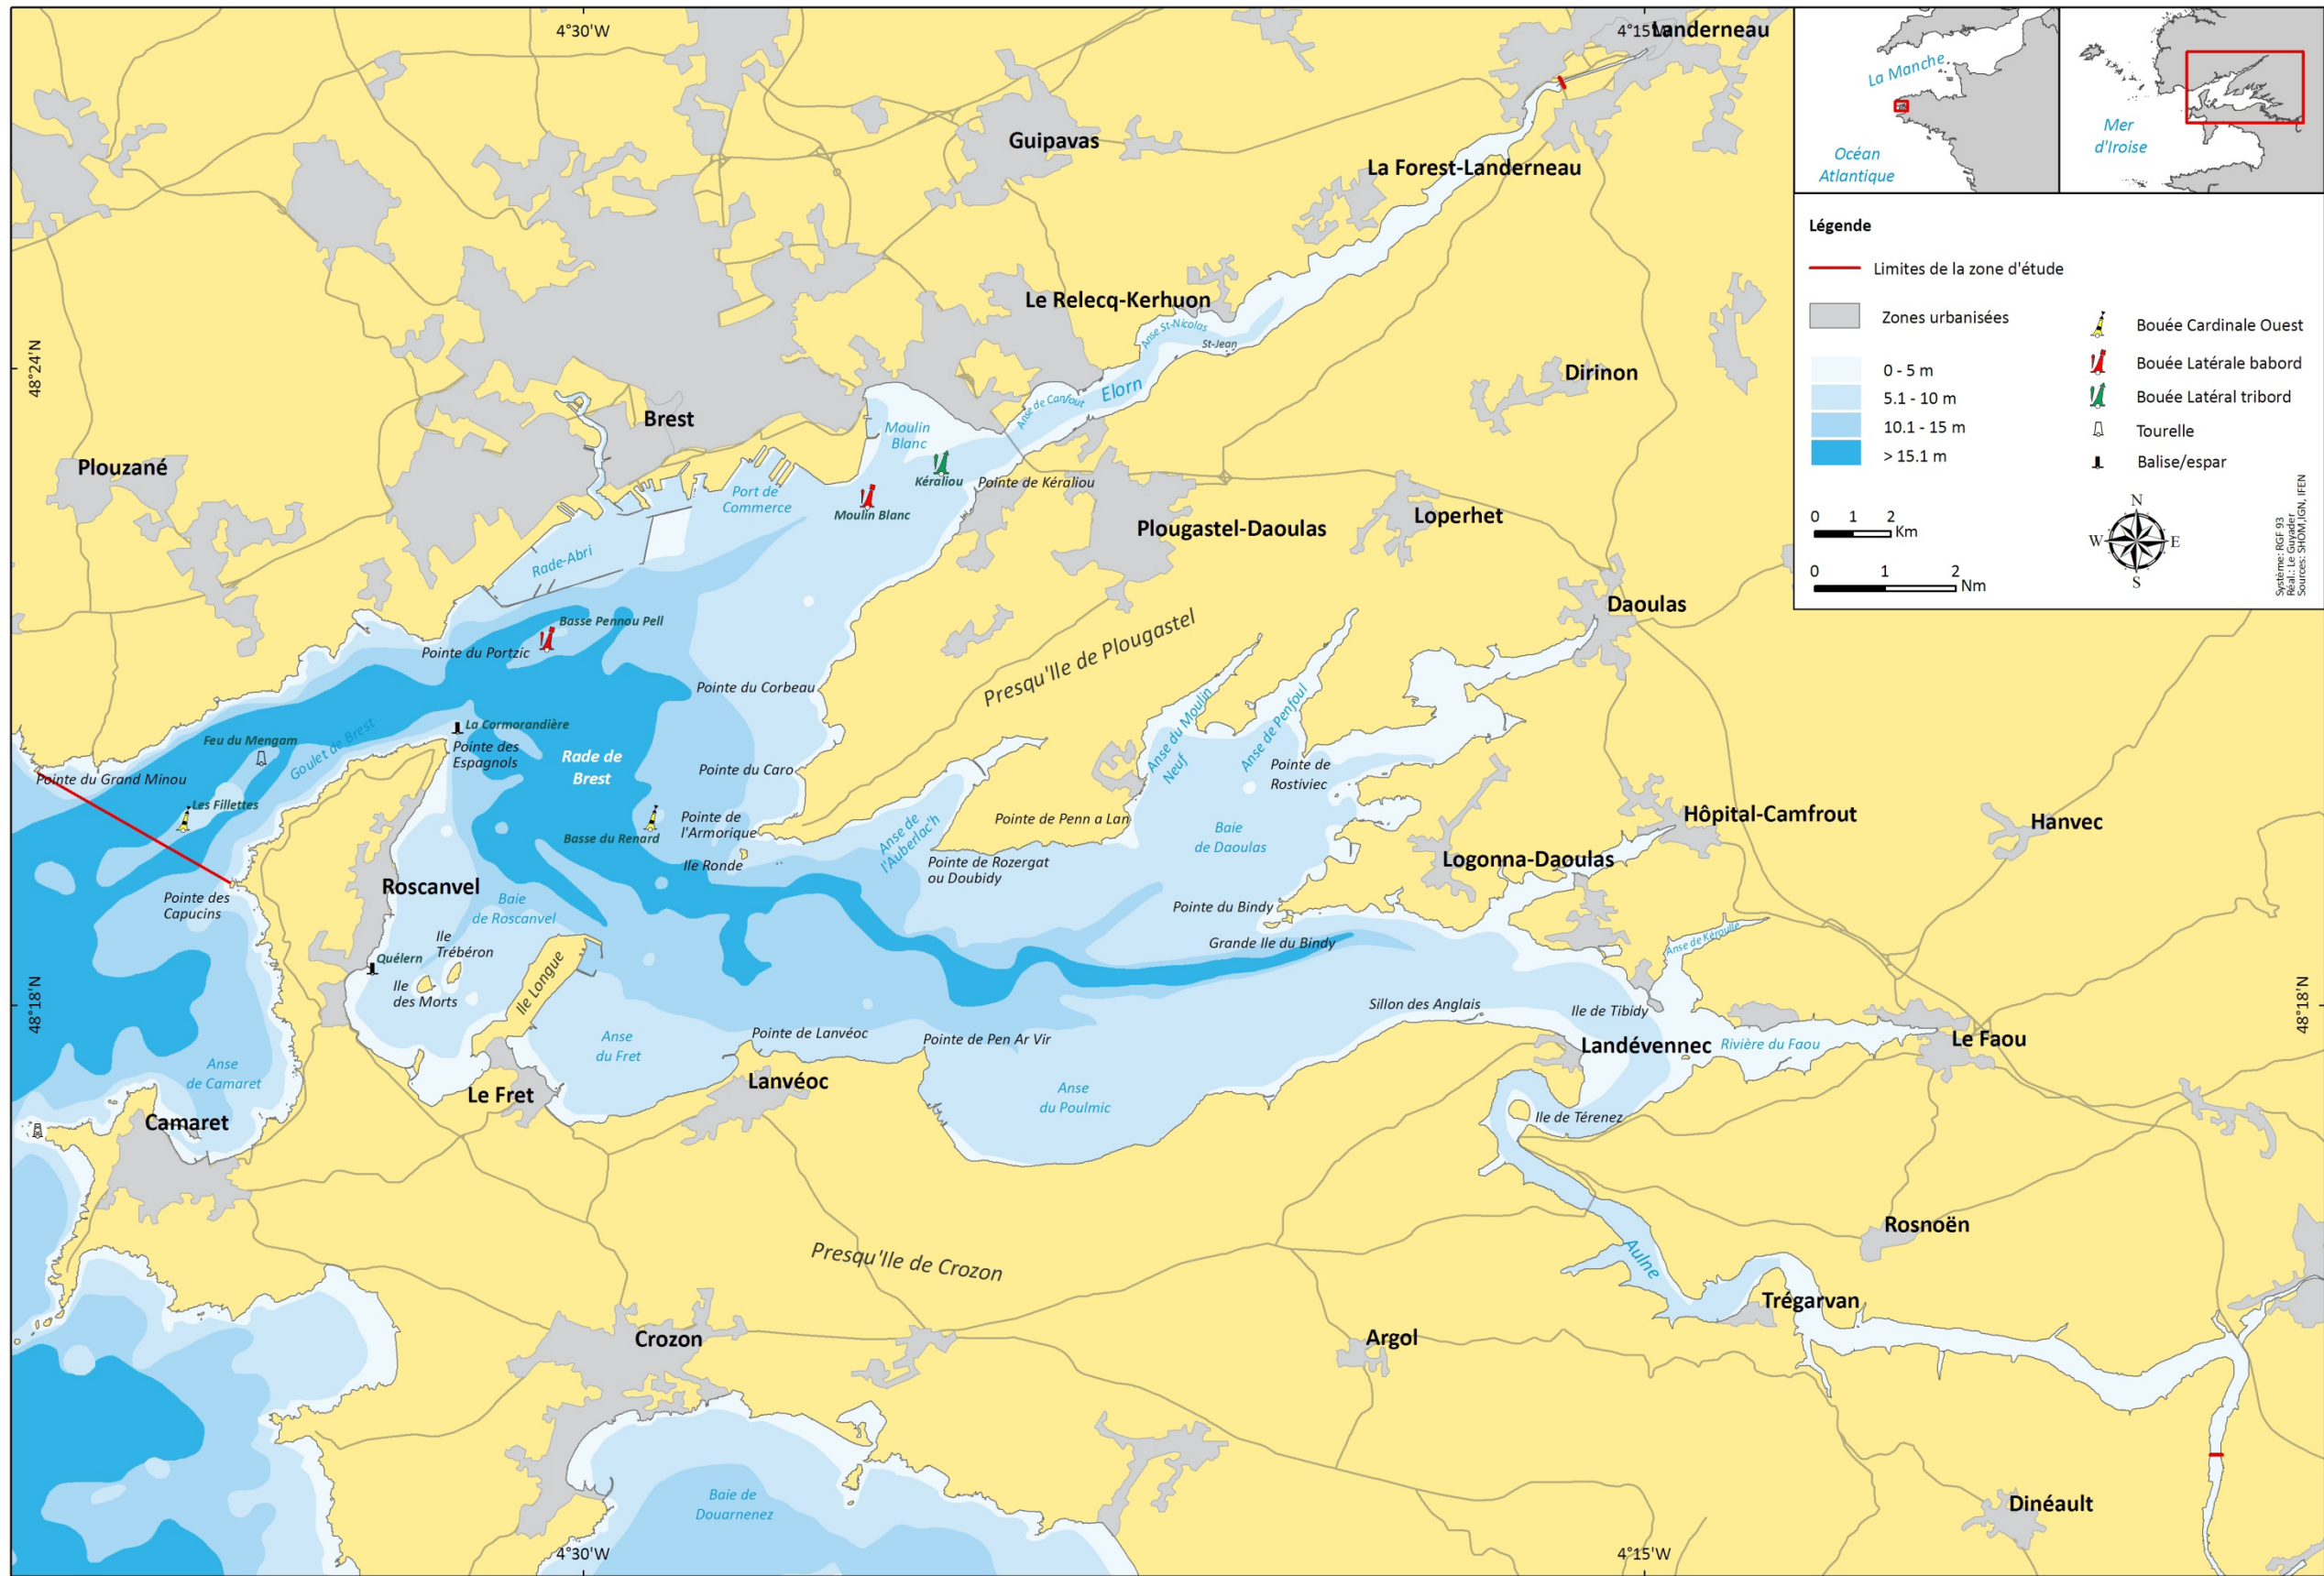 4°30'W
4°15'W
Landerneau
La Manche
Océan
Atlantique
Mer
d'Iroise
Guipavas
La Forest-Landerneau
Légende
Limites de la zone d'étude
Zones urbanisées
0 - 5 m
5.1 - 10 m
10.1 - 15 m
> 15.1 m
Bouée Cardinale Ouest
Bouée Latérale babord
Bouée Latéral tribord
Tourelle
Balise/espar
0 1 2
Km
0 1 2
Nm
N
W
E
S
Système: RGF 93
Réal.: Le Guyader
Sources: SHOM,IGN, IFEN
Le Relecq-Kerhuon
Anse St-Nicolas
St-Jean
48°24'N
Dirinon
Elorn
Anse de Canfrout
Brest
Moulin
Blanc
Plouzané
Kéraliou
Pointe de Kéraliou
Port de
Commerce
Moulin Blanc
Plougastel-Daoulas
Loperhet
Rade-Abri
Daoulas
Basse Pennou Pell
Pointe du Portzic
Presqu'Ile de Plougastel
Pointe du Corbeau
Anse du Moulin
Neuf
Anse de Penfoul
La Cormorandière
Feu du Mengam
Goulet de Brest
Pointe des
Espagnols
Rade de
Brest
Pointe du Caro
Pointe de
Rostiviec
Pointe du Grand Minou
Les Fillettes
Pointe de
l'Armorique
Basse du Renard
Ile Ronde
Anse de
l'Auberlac'h
Pointe de Penn a Lan
Baie
de Daoulas
Hôpital-Camfrout
Hanvec
Pointe de Rozergat
ou Doubidy
Logonna-Daoulas
Roscanvel
Pointe des
Capucins
Baie
de Roscanvel
Pointe du Bindy
Grande Ile du Bindy
Anse de Kéroullé
Ile
Trébéron
Quélern
Ile
des Morts
Ile Longue
48°18'N
48°18'N
Sillon des Anglais
Ile de Tibidy
Anse
du Fret
Pointe de Lanvéoc
Pointe de Pen Ar Vir
Landévennec
Rivière du Faou
Le Faou
Anse
de Camaret
Le Fret
Lanvéoc
Anse
du Poulmic
Camaret
Ile de Térenez
Rosnoën
Presqu'Ile de Crozon
Aulne
Trégarvan
Crozon
Argol
Baie de
Douarnenez
Dinéault
4°30'W
4°15'W